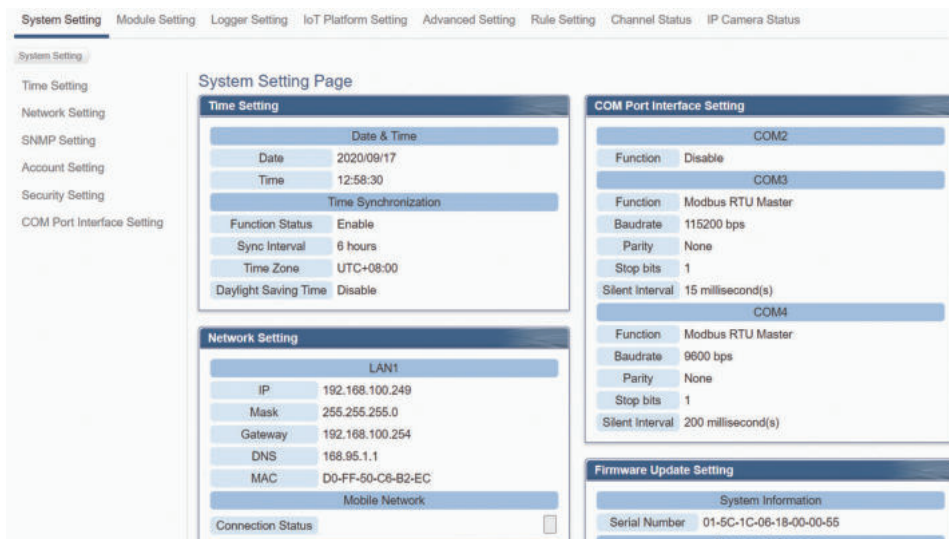 System Setting Module Setting Logger Setting IoT Platform Setting Advanced Setting Rule Setting Channel Status IP Camera Status
System Setting
Time Setting
Network Setting
SNMP Setting
Account Setting
Security Setting
COM Port Interface Setting
System Setting Page
Time Setting
Date & Time
Date 2020/09/17
Time 12:58:30
Time Synchronization
Function Status Enable
Sync Interval 6 hours
Time Zone UTC+08:00
Daylight Saving Time Disable
Network Setting
LAN1
IP 192.168.100.249
Mask 255.255.255.0
Gateway 192.168.100.254
DNS 168.95.1.1
MAC D0-FF-50-C6-B2-EC
Mobile Network
Connection Status
COM Port Interface Setting
COM2
Function Disable
COM3
Function Modbus RTU Master
Baudrate 115200 bps
Parity None
Stop bits 1
Silent Interval 15 millisecond(s)
COM4
Function Modbus RTU Master
Baudrate 9600 bps
Parity None
Stop bits 1
Silent Interval 200 millisecond(s)
Firmware Update Setting
System Information
Serial Number 01-5C-1C-06-18-00-00-55